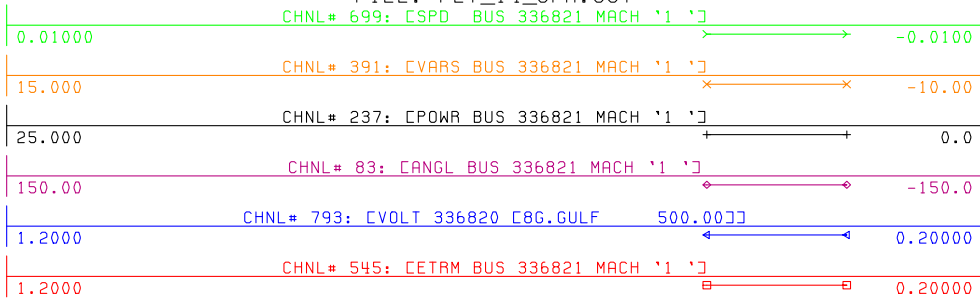 CHNL# 699: [SPD BUS 336821 MACH '1 ']
0.01000 -0.0100
CHNL# 391: [VARS BUS 336821 MACH '1 ']
15.000 -10.00
CHNL# 237: [POWR BUS 336821 MACH '1 ']
25.000 0.0
CHNL# 83: [ANGL BUS 336821 MACH '1 ']
150.00 -150.0
CHNL# 793: [VOLT 336820 [8G.GULF 500.00]]
1.2000 0.20000
CHNL# 545: [ETRM BUS 336821 MACH '1 ']
1.2000 0.20000